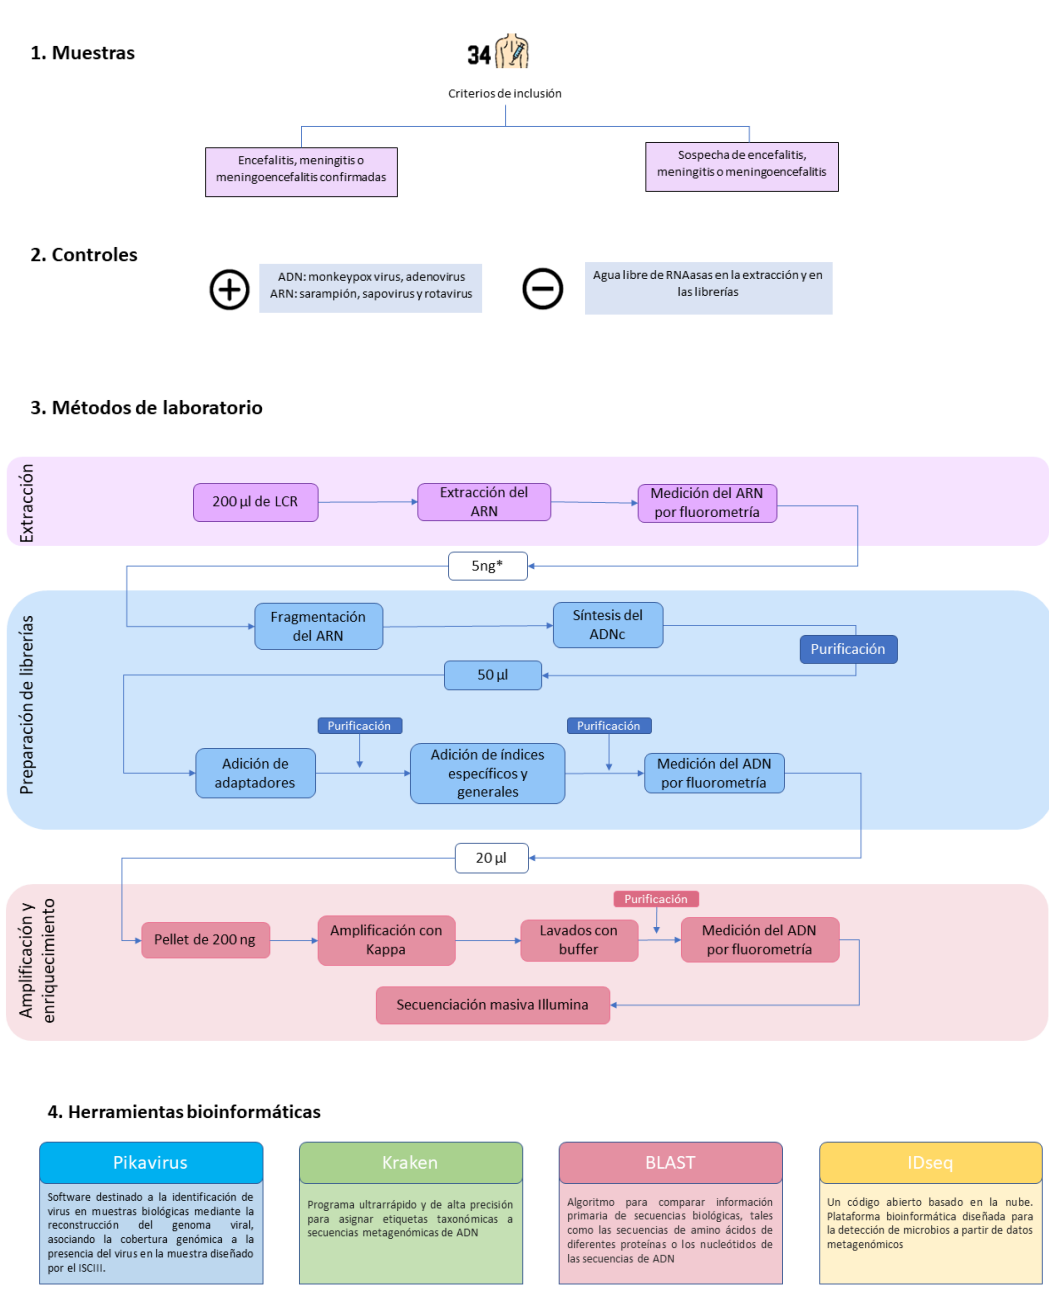 1. Muestras
34
Criterios de inclusión
Encefalitis, meningitis o
meningoencefalitis confirmadas
Sospecha de encefalitis,
meningitis o meningoencefalitis
2. Controles
ADN: monkeypox virus, adenovirus
ARN: sarampión, sapovirus y rotavirus
Agua libre de RNAasas en la extracción y en
las librerías
3. Métodos de laboratorio
Extracción
200 µl de LCR
Extracción del
ARN
Medición del ARN
por fluorometría
5ng*
Preparación de librerías
Fragmentación
del ARN
Síntesis del
ADNc
Purificación
50 µl
Purificación
Purificación
Adición de
adaptadores
Adición de índices
específicos y
generales
Medición del ADN
por fluorometría
20 µl
Amplificación y
enriquecimiento
Purificación
Pellet de 200 ng
Amplificación con
Kappa
Lavados con
buffer
Medición del ADN
por fluorometría
Secuenciación masiva Illumina
4. Herramientas bioinformáticas
Pikavirus
Software destinado a la identificación de
virus en muestras biológicas mediante la
reconstrucción del genoma viral,
asociando la cobertura genómica a la
presencia del virus en la muestra diseñado
por el ISCIII.
Kraken
Programa ultrarrápido y de alta precisión
para asignar etiquetas taxonómicas a
secuencias metagenómicas de ADN
BLAST
Algoritmo para comparar información
primaria de secuencias biológicas, tales
como las secuencias de amino ácidos de
diferentes proteínas o los nucleótidos de
las secuencias de ADN
IDseq
Un código abierto basado en la nube.
Plataforma bioinformática diseñada para
la detección de microbios a partir de datos
metagenómicos